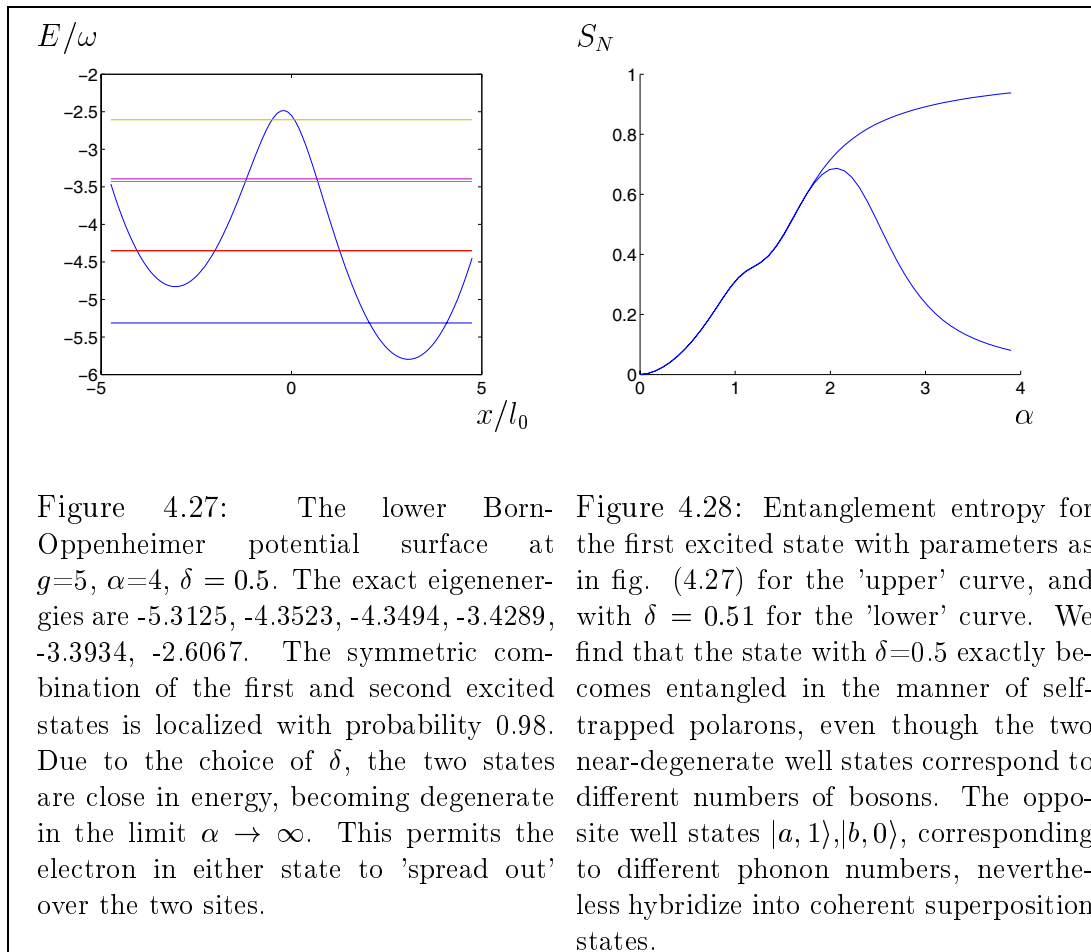 E/ω
−2
−2.5
−3
−3.5
−4
−4.5
−5
−5.5
−6
−5
0
5
x/l₀
S_N
1
0.8
0.6
0.4
0.2
0
0
1
2
3
4
α
Figure 4.27: The lower Born-
Oppenheimer potential surface at
g=5, α=4, δ = 0.5. The exact eigenener-
gies are -5.3125, -4.3523, -4.3494, -3.4289,
-3.3934, -2.6067. The symmetric com-
bination of the first and second excited
states is localized with probability 0.98.
Due to the choice of δ, the two states
are close in energy, becoming degenerate
in the limit α → ∞. This permits the
electron in either state to 'spread out'
over the two sites.
Figure 4.28: Entanglement entropy for
the first excited state with parameters as
in fig. (4.27) for the 'upper' curve, and
with δ = 0.51 for the 'lower' curve. We
find that the state with δ=0.5 exactly be-
comes entangled in the manner of self-
trapped polarons, even though the two
near-degenerate well states correspond to
different numbers of bosons. The oppo-
site well states |a, 1⟩,|b, 0⟩, corresponding
to different phonon numbers, neverthe-
less hybridize into coherent superposition
states.